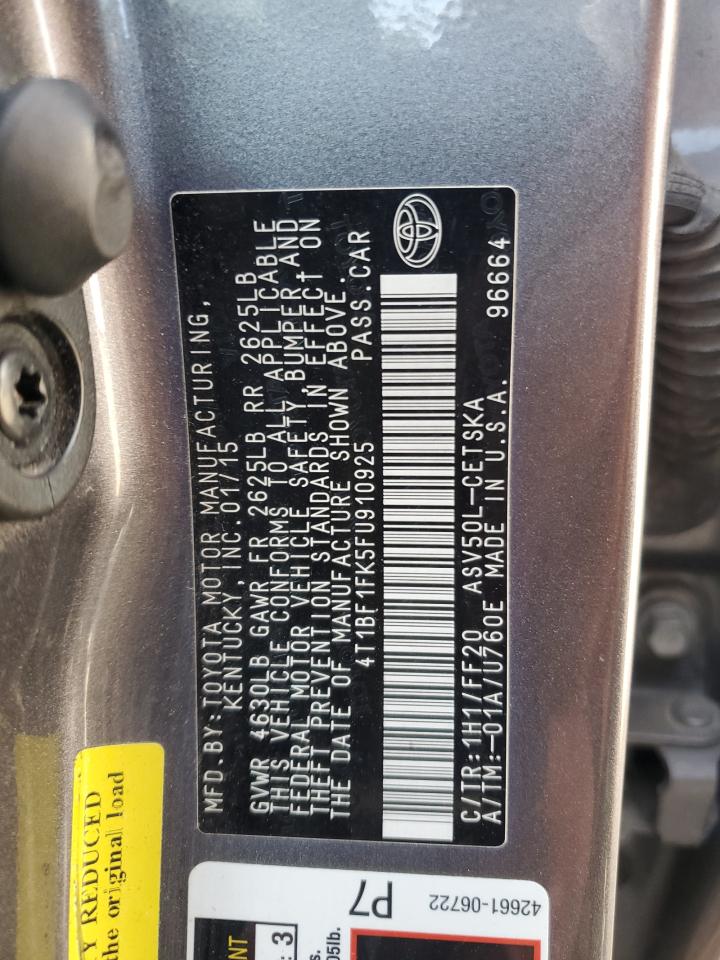 MFD.BY:TOYOTA MOTOR MANUFACTURING,
KENTUCKY,INC.01/15
GVWR 4630LB GAWR FR 2625LB RR 2625LB
THIS VEHICLE CONFORMS TO ALL APPLICABLE
FEDERAL MOTOR VEHICLE SAFETY, BUMPER AND
THEFT PREVENTION STANDARDS IN EFFECT ON
THE DATE OF MANUFACTURE SHOWN ABOVE.
4T1BF1FK5FU910925 PASS.CAR
C/TR:1H1/FF20 ASV50L-CETSKA
A/TM:-01A/U760E MADE IN U.S.A. 96664
REDUCED
the original load
P7
42661-06722
: 3